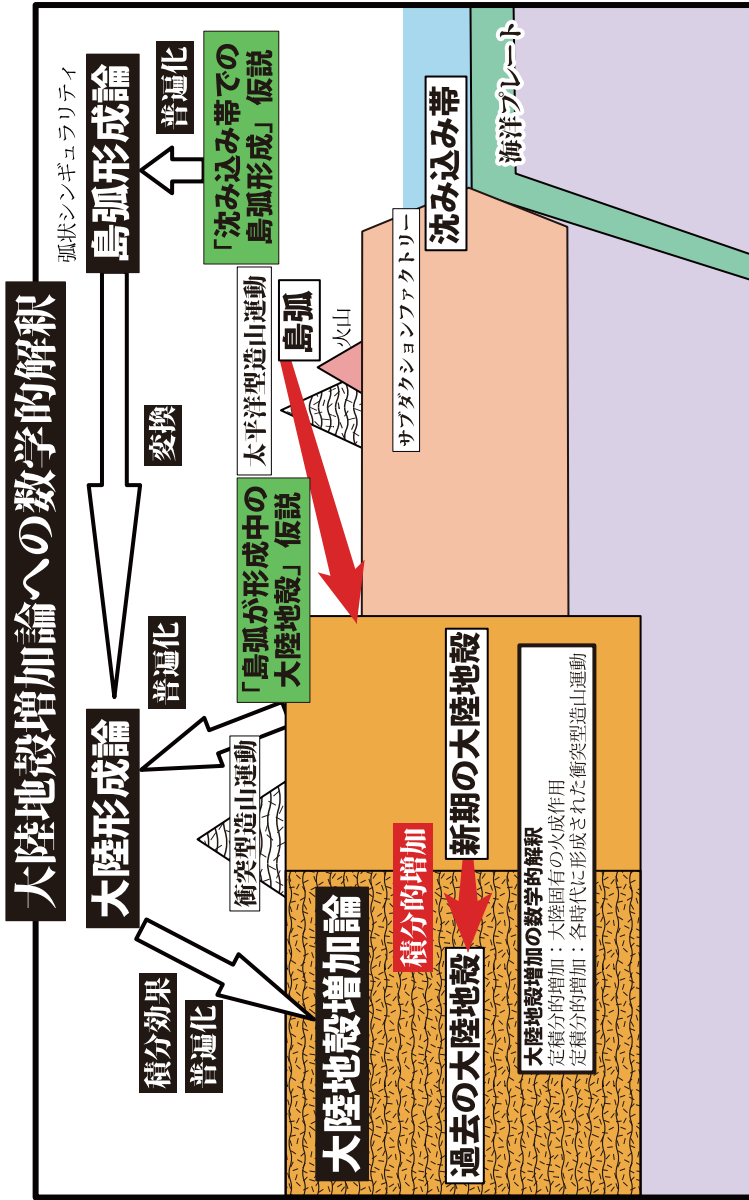 大陸地殻増加論への数学的解釈
弧状シンギュラリティ
大陸形成論
変換
島弧形成論
積分効果
普遍化
普遍化
普遍化
「島弧が形成中の
大陸地殻」仮説
「沈み込み帯での
島弧形成」仮説
衝突型造山運動
太平洋型造山運動
島弧
火山
大陸地殻増加論
積分的増加
過去の大陸地殻
新期の大陸地殻
サブダクションファクトリー
沈み込み帯
海洋プレート
大陸地殻増加の数学的解釈
定積分的増加：大陸固有の火成作用
定積分的増加：各時代に形成された衝突型造山運動